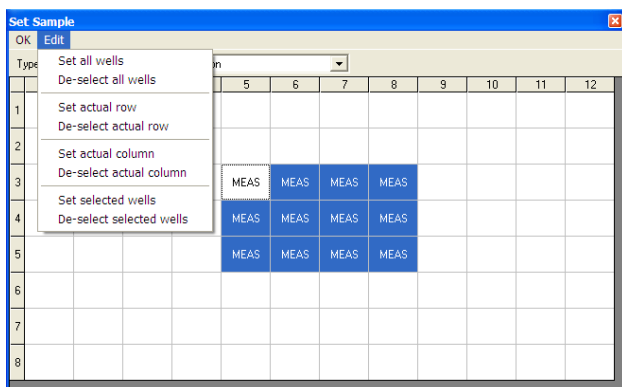 Set Sample
OK Edit
Set all wells
De-select all wells
Set actual row
De-select actual row
Set actual column
De-select actual column
Set selected wells
De-select selected wells
5 6 7 8 9 10 11 12
1
2
3 MEAS MEAS MEAS MEAS
4 MEAS MEAS MEAS MEAS
5 MEAS MEAS MEAS MEAS
6
7
8